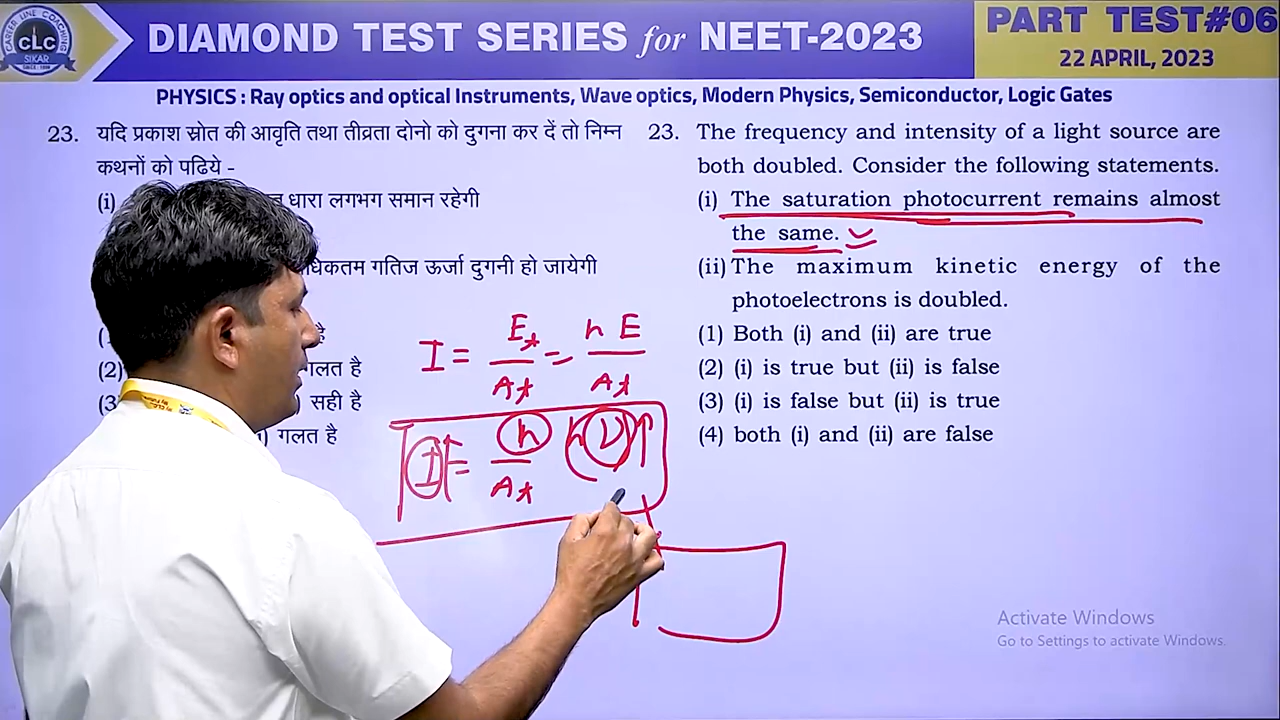 CAREER LINE COACHING
CLC
SIKAR
DIAMOND TEST SERIES for NEET-2023
PART TEST#06
22 APRIL, 2023
PHYSICS : Ray optics and optical Instruments, Wave optics, Modern Physics, Semiconductor, Logic Gates
23. यदि प्रकाश स्रोत की आवृति तथा तीव्रता दोनो को दुगना कर दें तो निम्न
कथनों को पढिये -
(i)
धारा लगभग समान रहेगी
गतिज ऊर्जा दुगनी हो जायेगी
है
(2)
गलत है
(3
सही है
गलत है
23. The frequency and intensity of a light source are
both doubled. Consider the following statements.
(i) The saturation photocurrent remains almost
the same.
(ii) The maximum kinetic energy of the
photoelectrons is doubled.
(1) Both (i) and (ii) are true
(2) (i) is true but (ii) is false
(3) (i) is false but (ii) is true
(4) both (i) and (ii) are false
I = E
At = n E
At
I = n
At hν
Activate Windows
Go to Settings to activate Windows.